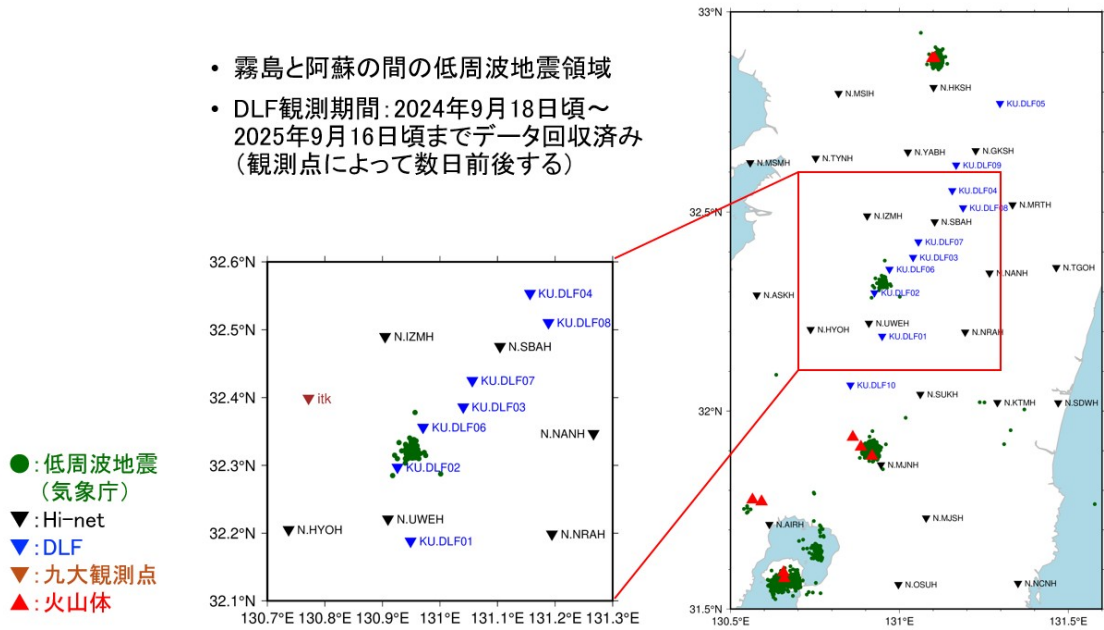 • 霧島と阿蘇の間の低周波地震領域
• DLF観測期間：2024年9月18日頃～
2025年9月16日頃までデータ回収済み
（観測点によって数日前後する）
32.6°N
32.5°N
32.4°N
32.3°N
32.2°N
32.1°N
130.7°E
130.8°E
130.9°E
131°E
131.1°E
131.2°E
131.3°E
KU.DLF04
KU.DLF08
N.IZMH
N.SBAH
KU.DLF07
itk
KU.DLF03
KU.DLF06
N.NANH
KU.DLF02
N.UWEH
N.HYOH
KU.DLF01
N.NRAH
：低周波地震
（気象庁）
：Hi-net
：DLF
：九大観測点
：火山体
33°N
32.5°N
32°N
31.5°N
130.5°E
131°E
131.5°E
N.MSIH
N.HKSH
KU.DLF05
N.MSMH
N.TYNH
N.YABH
N.GKSH
KU.DLF09
KU.DLF04
KU.DLF08
N.MRTH
N.IZMH
N.SBAH
KU.DLF07
KU.DLF03
KU.DLF06
N.NANH
N.TGOH
N.ASKH
KU.DLF02
N.HYOH
N.UWEH
KU.DLF01
N.NRAH
KU.DLF10
N.SUKH
N.KTMH
N.SDWH
N.MJNH
N.AIRH
N.MJSH
N.OSUH
N.NCNH